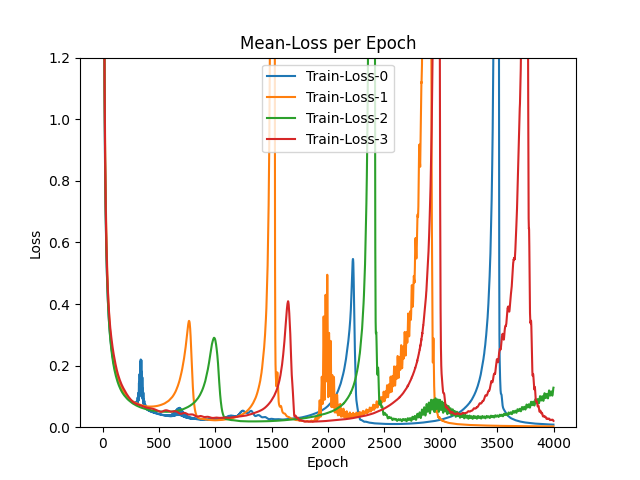 Mean-Loss per Epoch
1.2
1.0
0.8
0.6
0.4
0.2
0.0
Loss
Train-Loss-0
Train-Loss-1
Train-Loss-2
Train-Loss-3
0 500 1000 1500 2000 2500 3000 3500 4000
Epoch